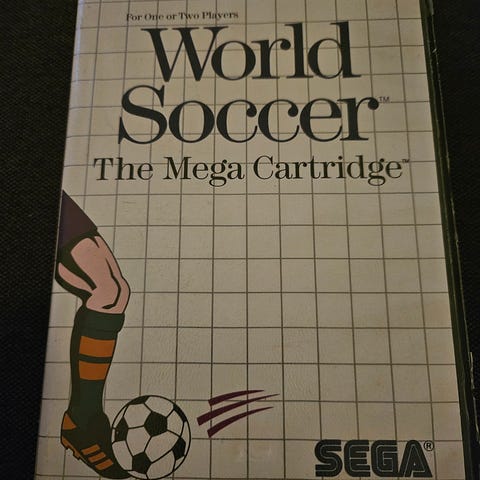 For One or Two Players
World
Soccer™
The Mega Cartridge™
SEGA®